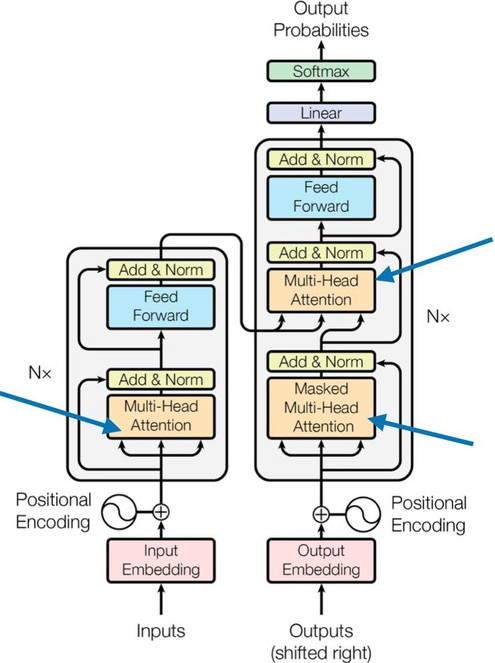 Output
Probabilities
Softmax
Linear
Add & Norm
Feed
Forward
Add & Norm
Multi-Head
Attention
Add & Norm
Masked
Multi-Head
Attention
N×
Add & Norm
Feed
Forward
Add & Norm
Multi-Head
Attention
N×
Positional
Encoding
Positional
Encoding
Input
Embedding
Output
Embedding
Inputs
Outputs
(shifted right)